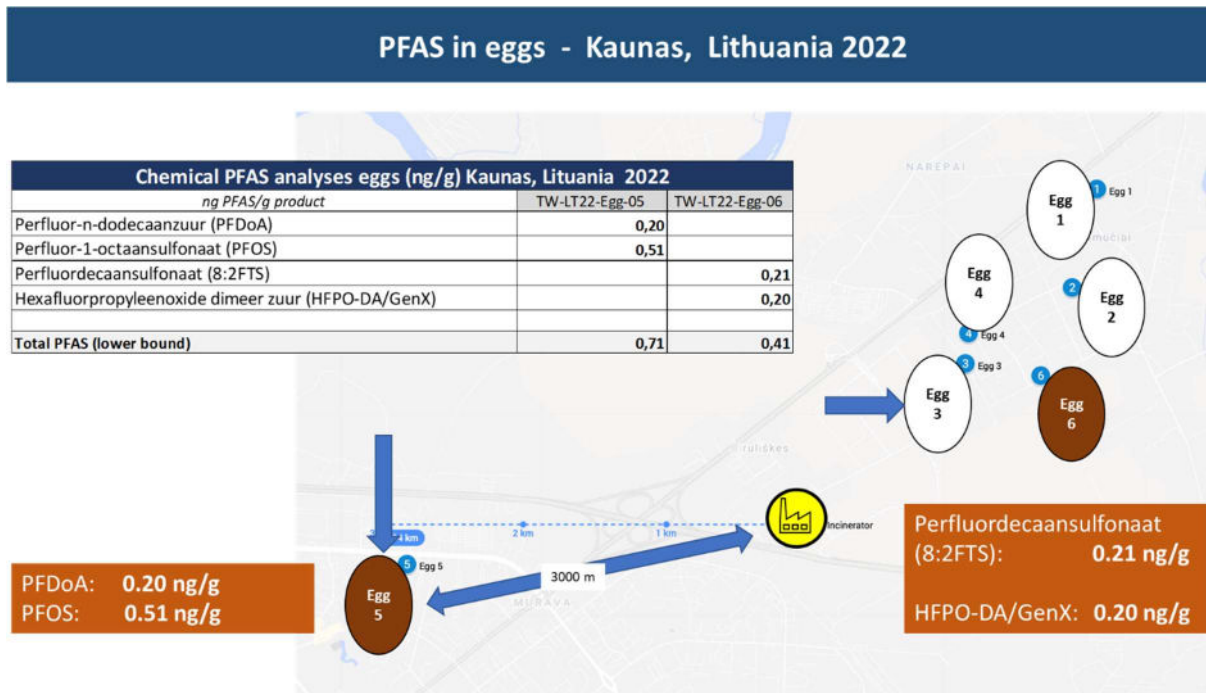 PFAS in eggs - Kaunas, Lithuania 2022
Chemical PFAS analyses eggs (ng/g) Kaunas, Lituania 2022
ng PFAS/g product TW-LT22-Egg-05 TW-LT22-Egg-06
Perfluor-n-dodecaanzuur (PFDoA) 0,20
Perfluor-1-octaansulfonaat (PFOS) 0,51
Perfluordecaansulfonaat (8:2FTS) 0,21
Hexafluorpropyleenoxide dimeer zuur (HFPO-DA/GenX) 0,20
Total PFAS (lower bound) 0,71 0,41
NAREPAI
Egg
1
1 Egg 1
mučiai
Egg
4
2
Egg
2
4 Egg 4
3 Egg 3
6
Egg
3
Egg
6
ruliškės
Incinerator
2 km
1 km
5 Egg 5
3000 m
MURAVA
Egg
5
PFDoA: 0.20 ng/g
PFOS: 0.51 ng/g
Perfluordecaansulfonaat
(8:2FTS): 0.21 ng/g
HFPO-DA/GenX: 0.20 ng/g